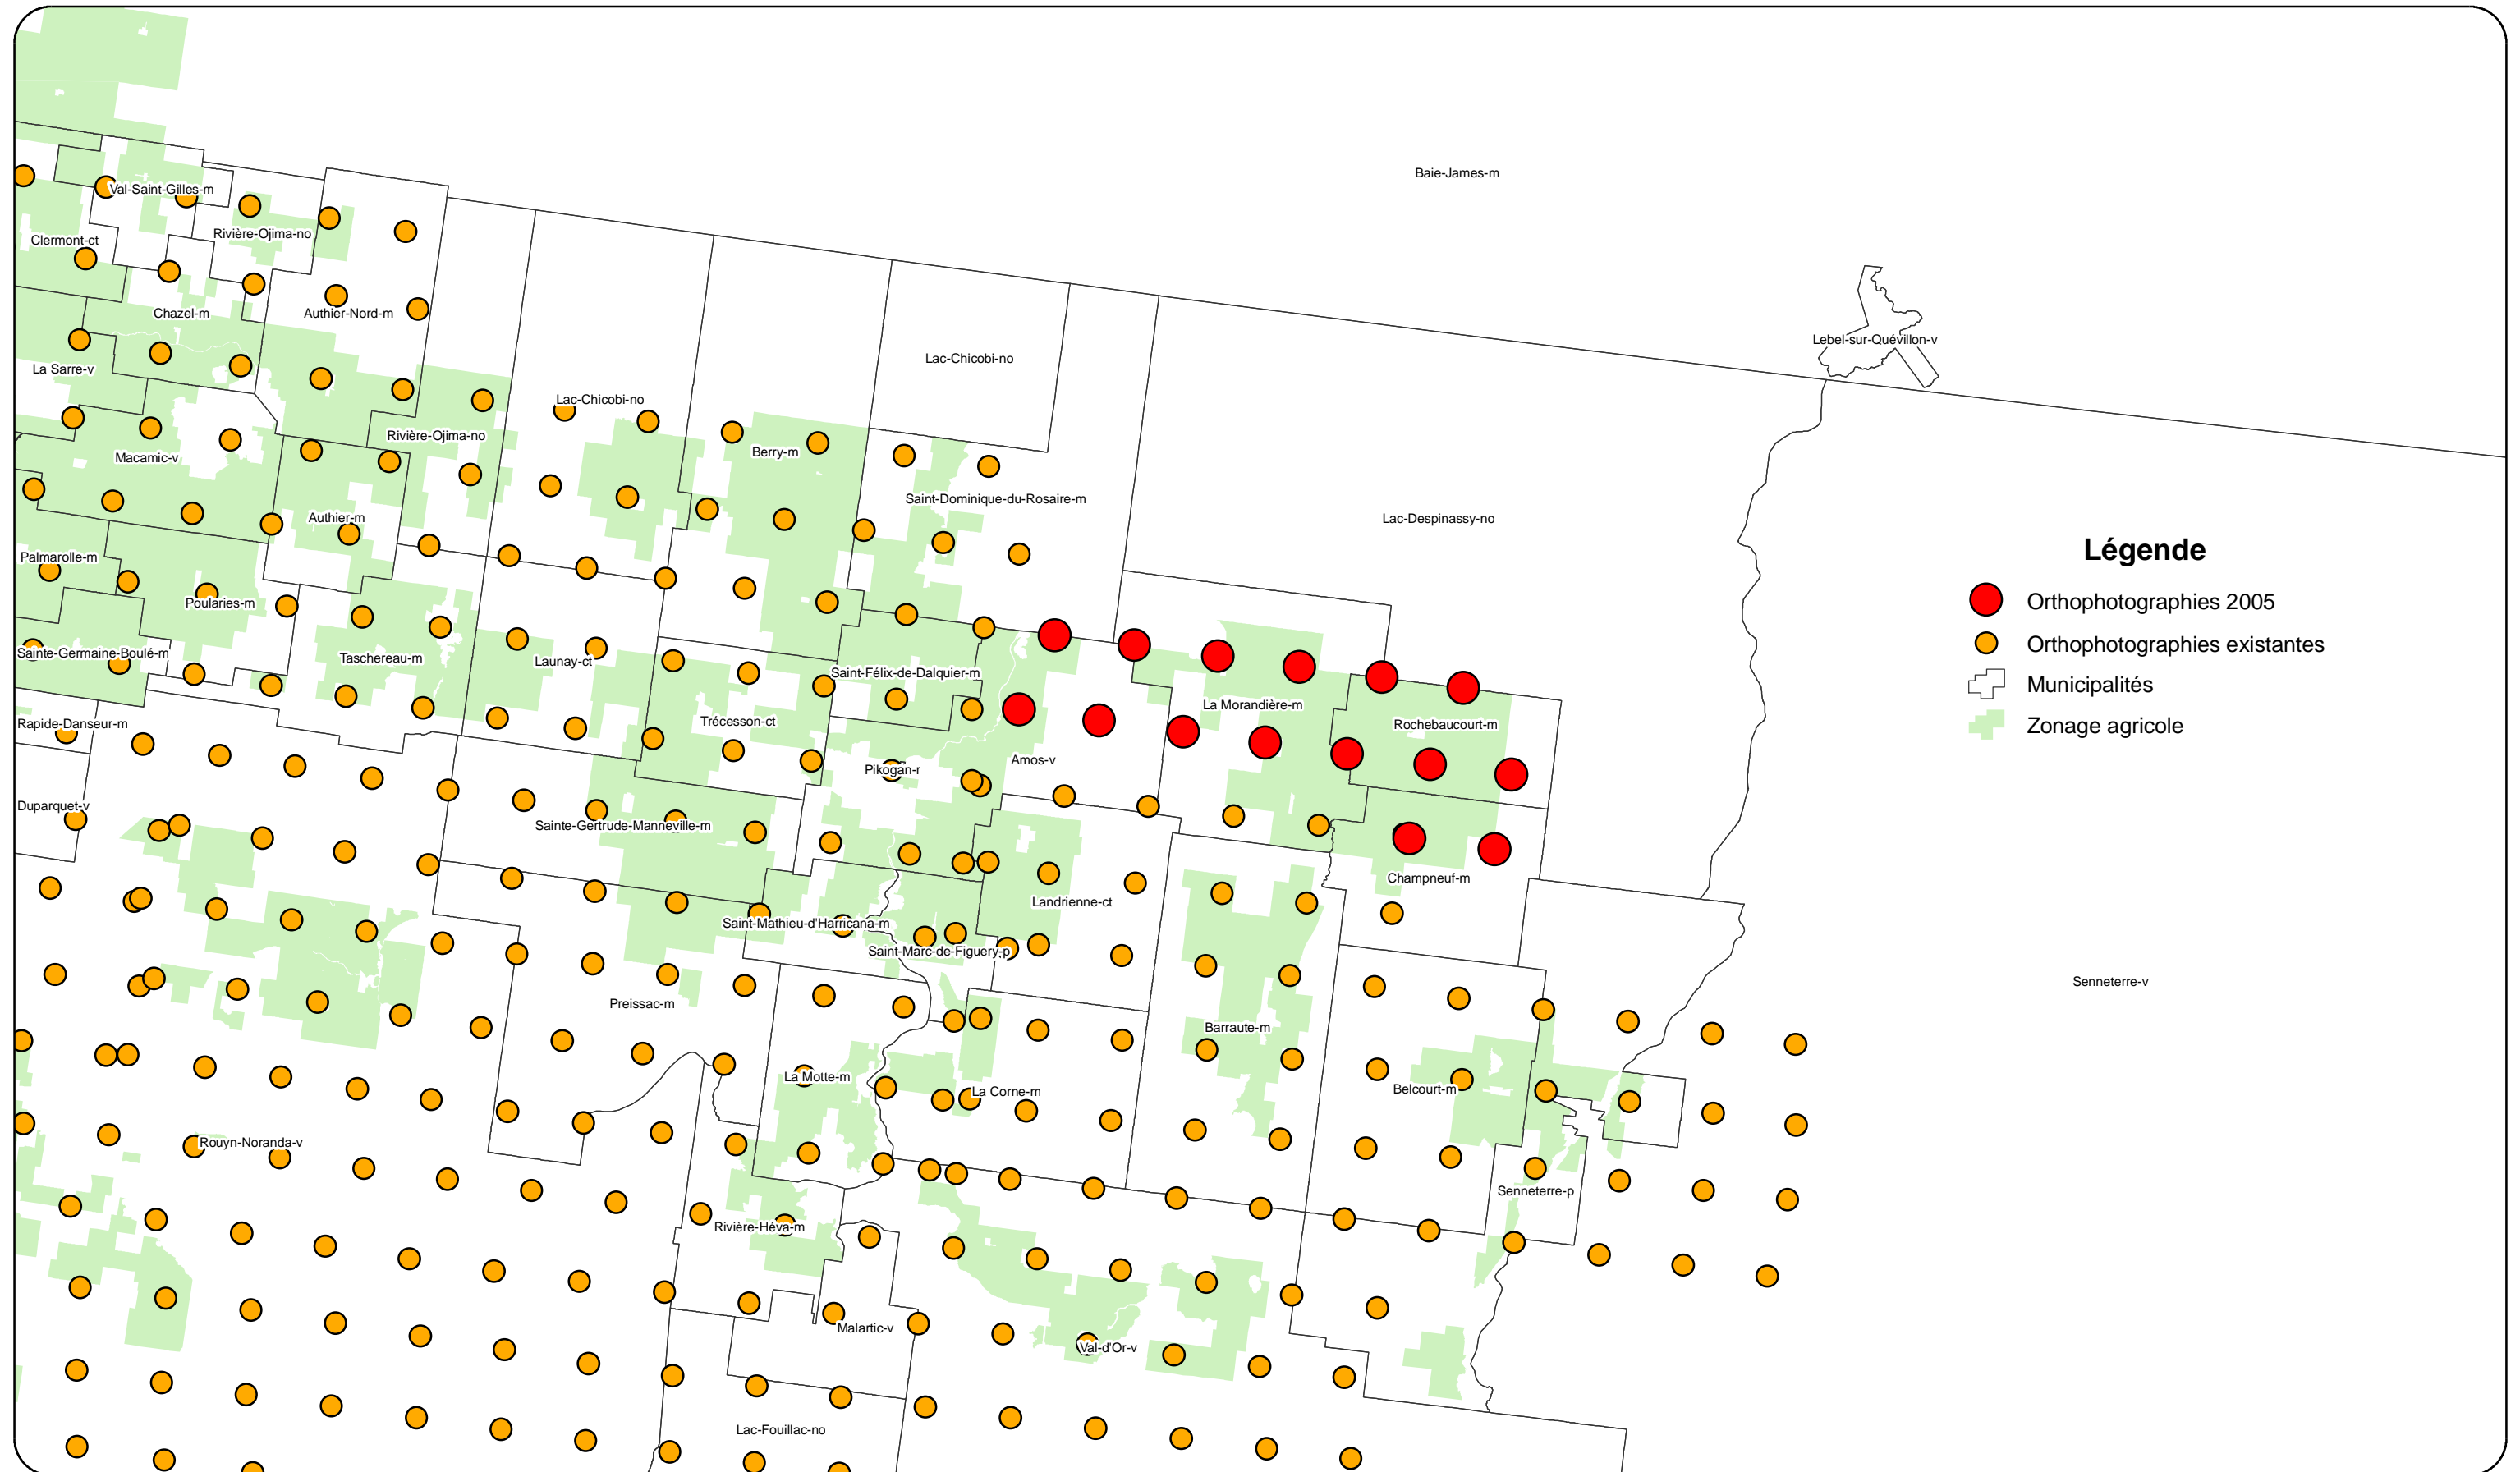 Baie-James-m
Val-Saint-Gilles-m
Rivière-Ojima-no
Clermont-ct
Chazel-m
Authier-Nord-m
Lebel-sur-Quévillon-v
Lac-Chicobi-no
La Sarre-v
Lac-Chicobi-no
Rivière-Ojima-no
Berry-m
Macamic-v
Saint-Dominique-du-Rosaire-m
Authier-m
Lac-Despinassy-no
Légende
Palmarolle-m
Orthophotographies 2005
Poularies-m
Orthophotographies existantes
Sainte-Germaine-Boulé-m
Taschereau-m
Launay-ct
Saint-Félix-de-Dalquier-m
Municipalités
La Morandière-m
Rapide-Danseur-m
Trécesson-ct
Rochebaucourt-m
Zonage agricole
Amos-v
Pikogan-r
Duparquet-v
Sainte-Gertrude-Manneville-m
Champneuf-m
Landrienne-ct
Saint-Mathieu-d'Harricana-m
Saint-Marc-de-Figuery-p
Senneterre-v
Preissac-m
Barraute-m
La Motte-m
La Corne-m
Belcourt-m
Rouyn-Noranda-v
Senneterre-p
Rivière-Héva-m
Malartic-v
Val-d'Or-v
Lac-Fouillac-no